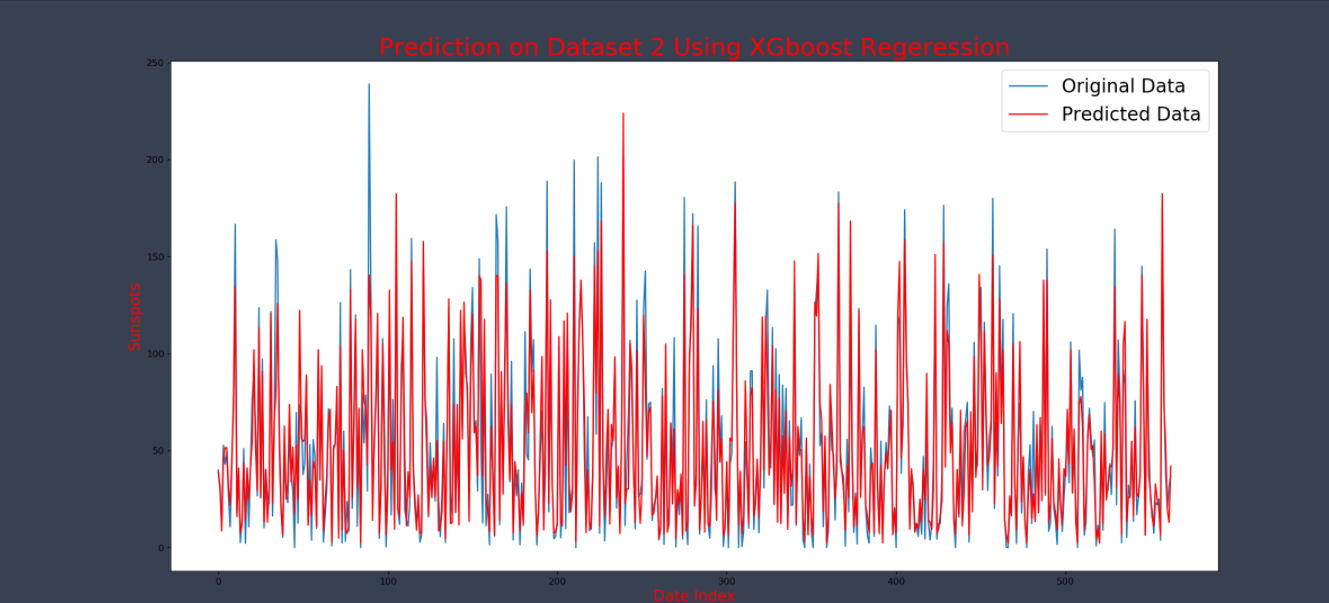 Prediction on Dataset 2 Using XGboost Regeression
Original Data
Predicted Data
Sunspots
250
200
150
100
50
0
0 100 200 300 400 500
Date Index